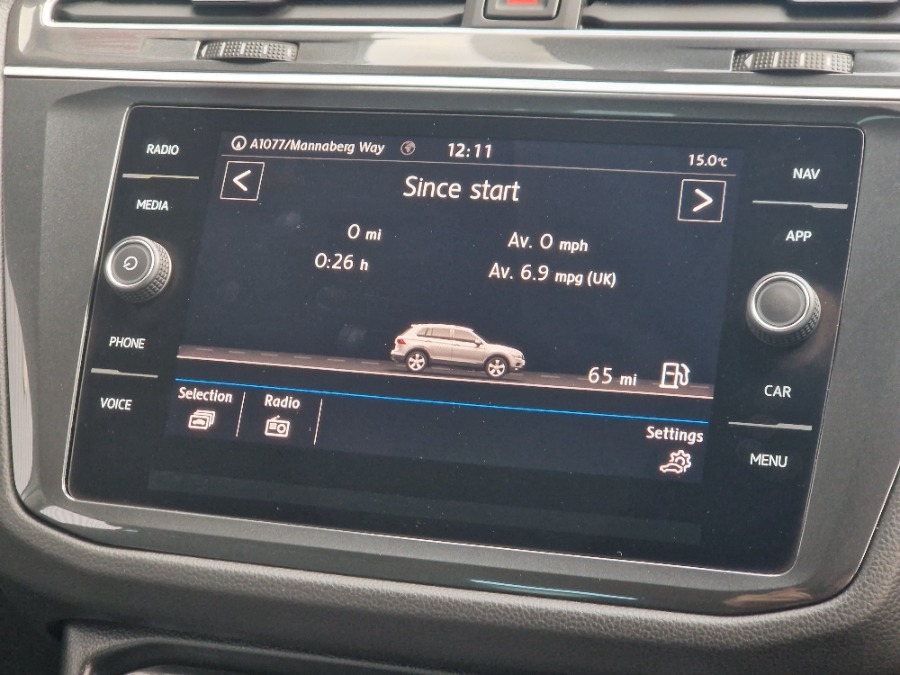 RADIO
MEDIA
PHONE
VOICE
A1077/Mannaberg Way 12:11 15.0°C
< Since start >
0 mi Av. 0 mph
0:26 h Av. 6.9 mpg (UK)
65 mi
Selection Radio Settings
NAV
APP
CAR
MENU